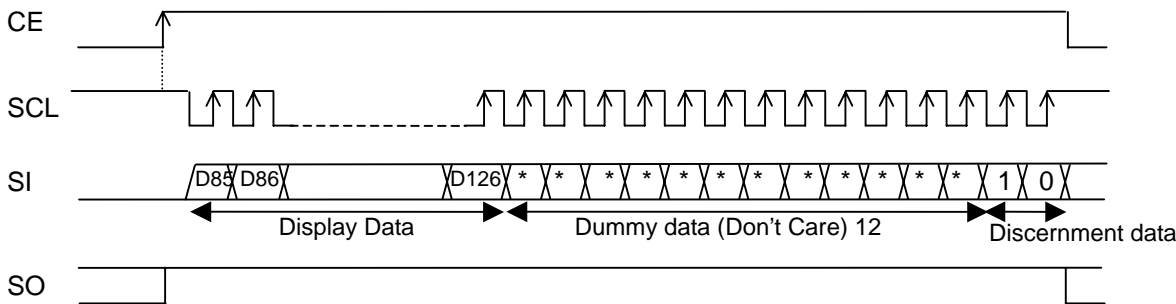 CE
SCL
SI D85 D86 D126 * * * * * * * * * * * * 1 0
Display Data Dummy data (Don't Care) 12 Discernment data
SO